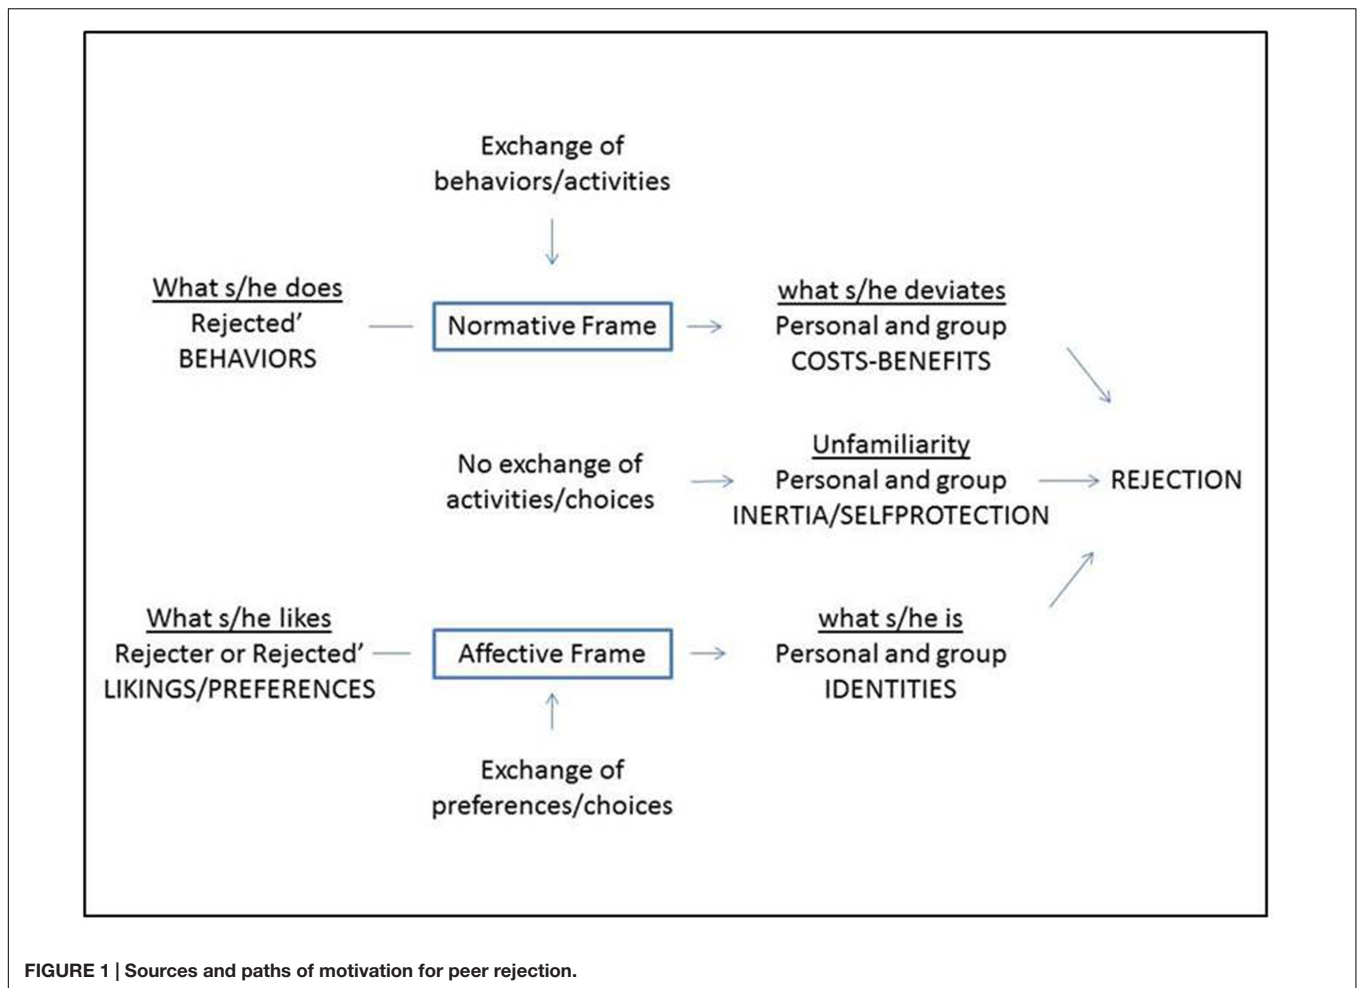 Exchange of
behaviors/activities
What s/he does
Rejected’
BEHAVIORS
Normative Frame
what s/he deviates
Personal and group
COSTS-BENEFITS
No exchange of
activities/choices
Unfamiliarity
Personal and group
INERTIA/SELFPROTECTION
REJECTION
What s/he likes
Rejecter or Rejected’
LIKINGS/PREFERENCES
Affective Frame
what s/he is
Personal and group
IDENTITIES
Exchange of
preferences/choices
FIGURE 1 | Sources and paths of motivation for peer rejection.